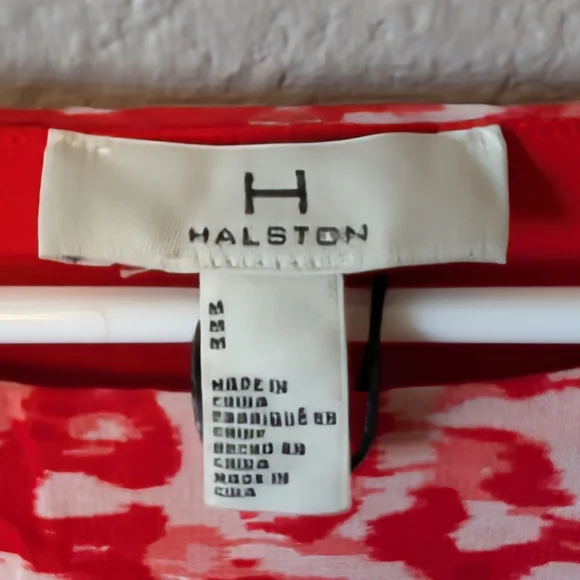 H
HALSTON
M
M
M
MADE IN
CHINA
FABRIQUÉ EN
CHINE
HECHO EN
CHINA
MADE IN